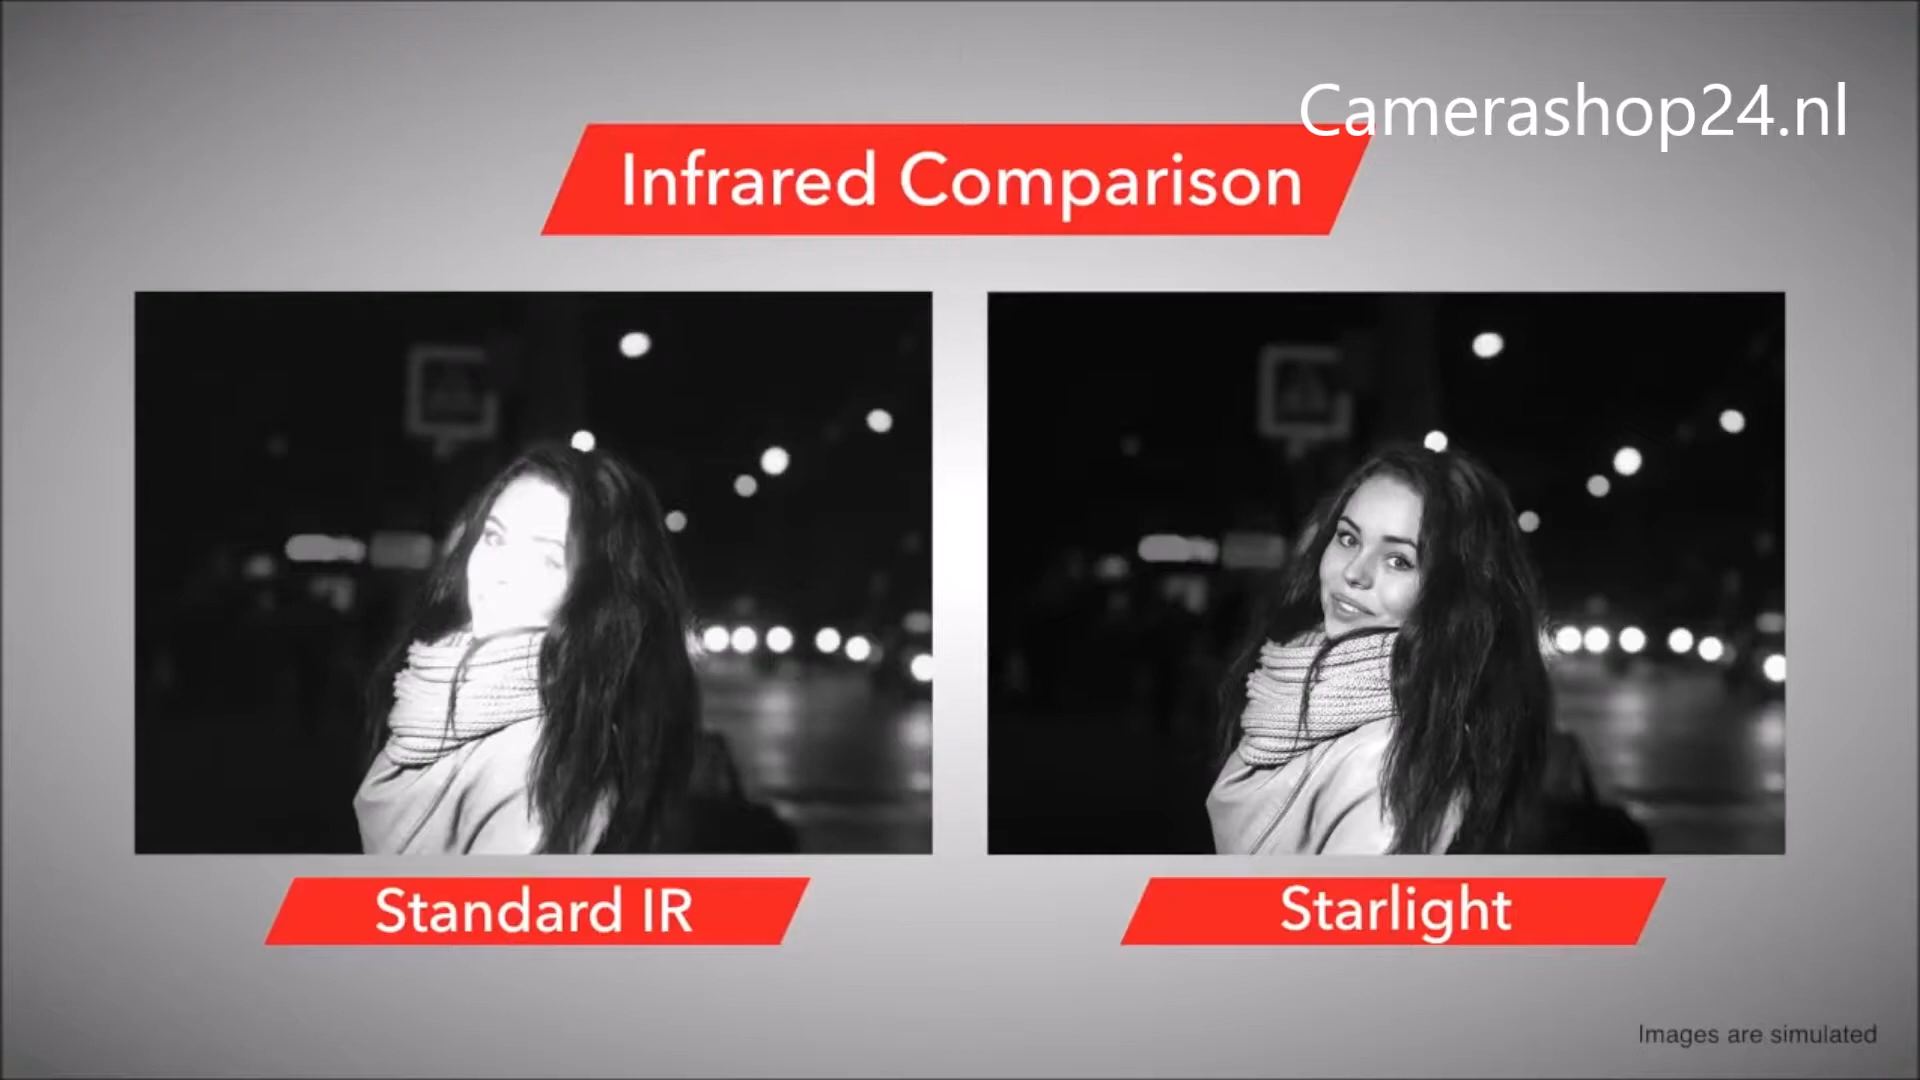 Camerashop24.nl
Infrared Comparison
Standard IR
Starlight
Images are simulated